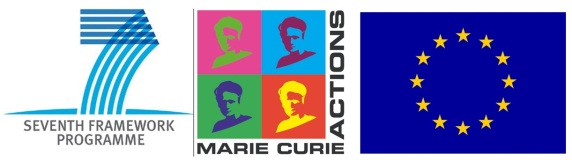 SEVENTH FRAMEWORK
PROGRAMME
MARIE CURIE
ACTIONS